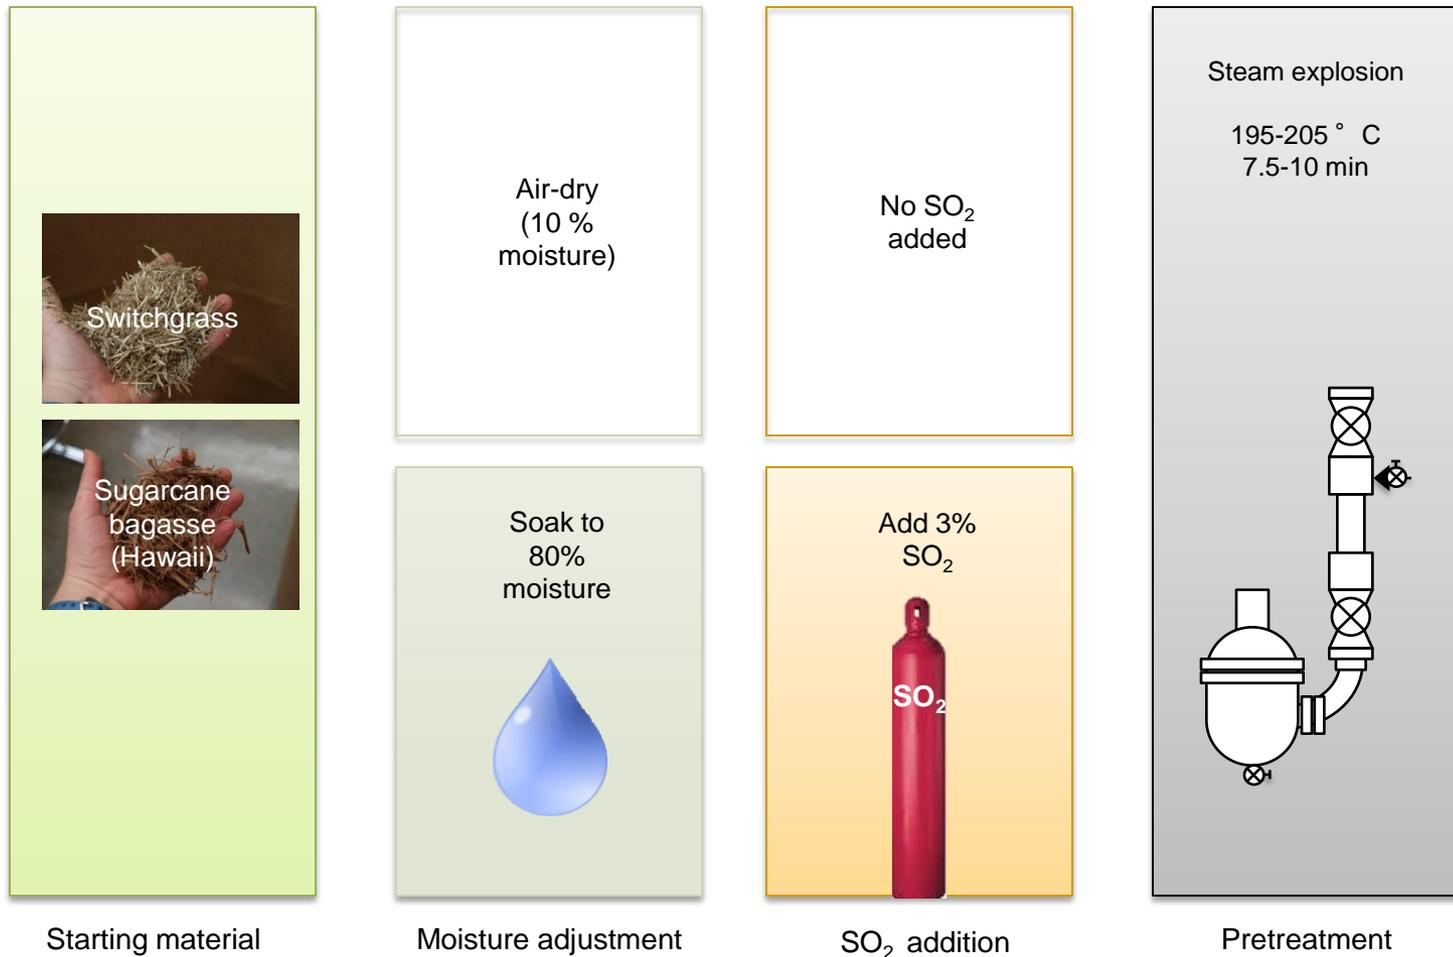 Switchgrass
Sugarcane
bagasse
(Hawaii)
Starting material
Air-dry
(10 %
moisture)
Soak to
80%
moisture
Moisture adjustment
No SO₂
added
Add 3%
SO₂
SO₂
SO₂ addition
Steam explosion
195-205 ° C
7.5-10 min
Pretreatment